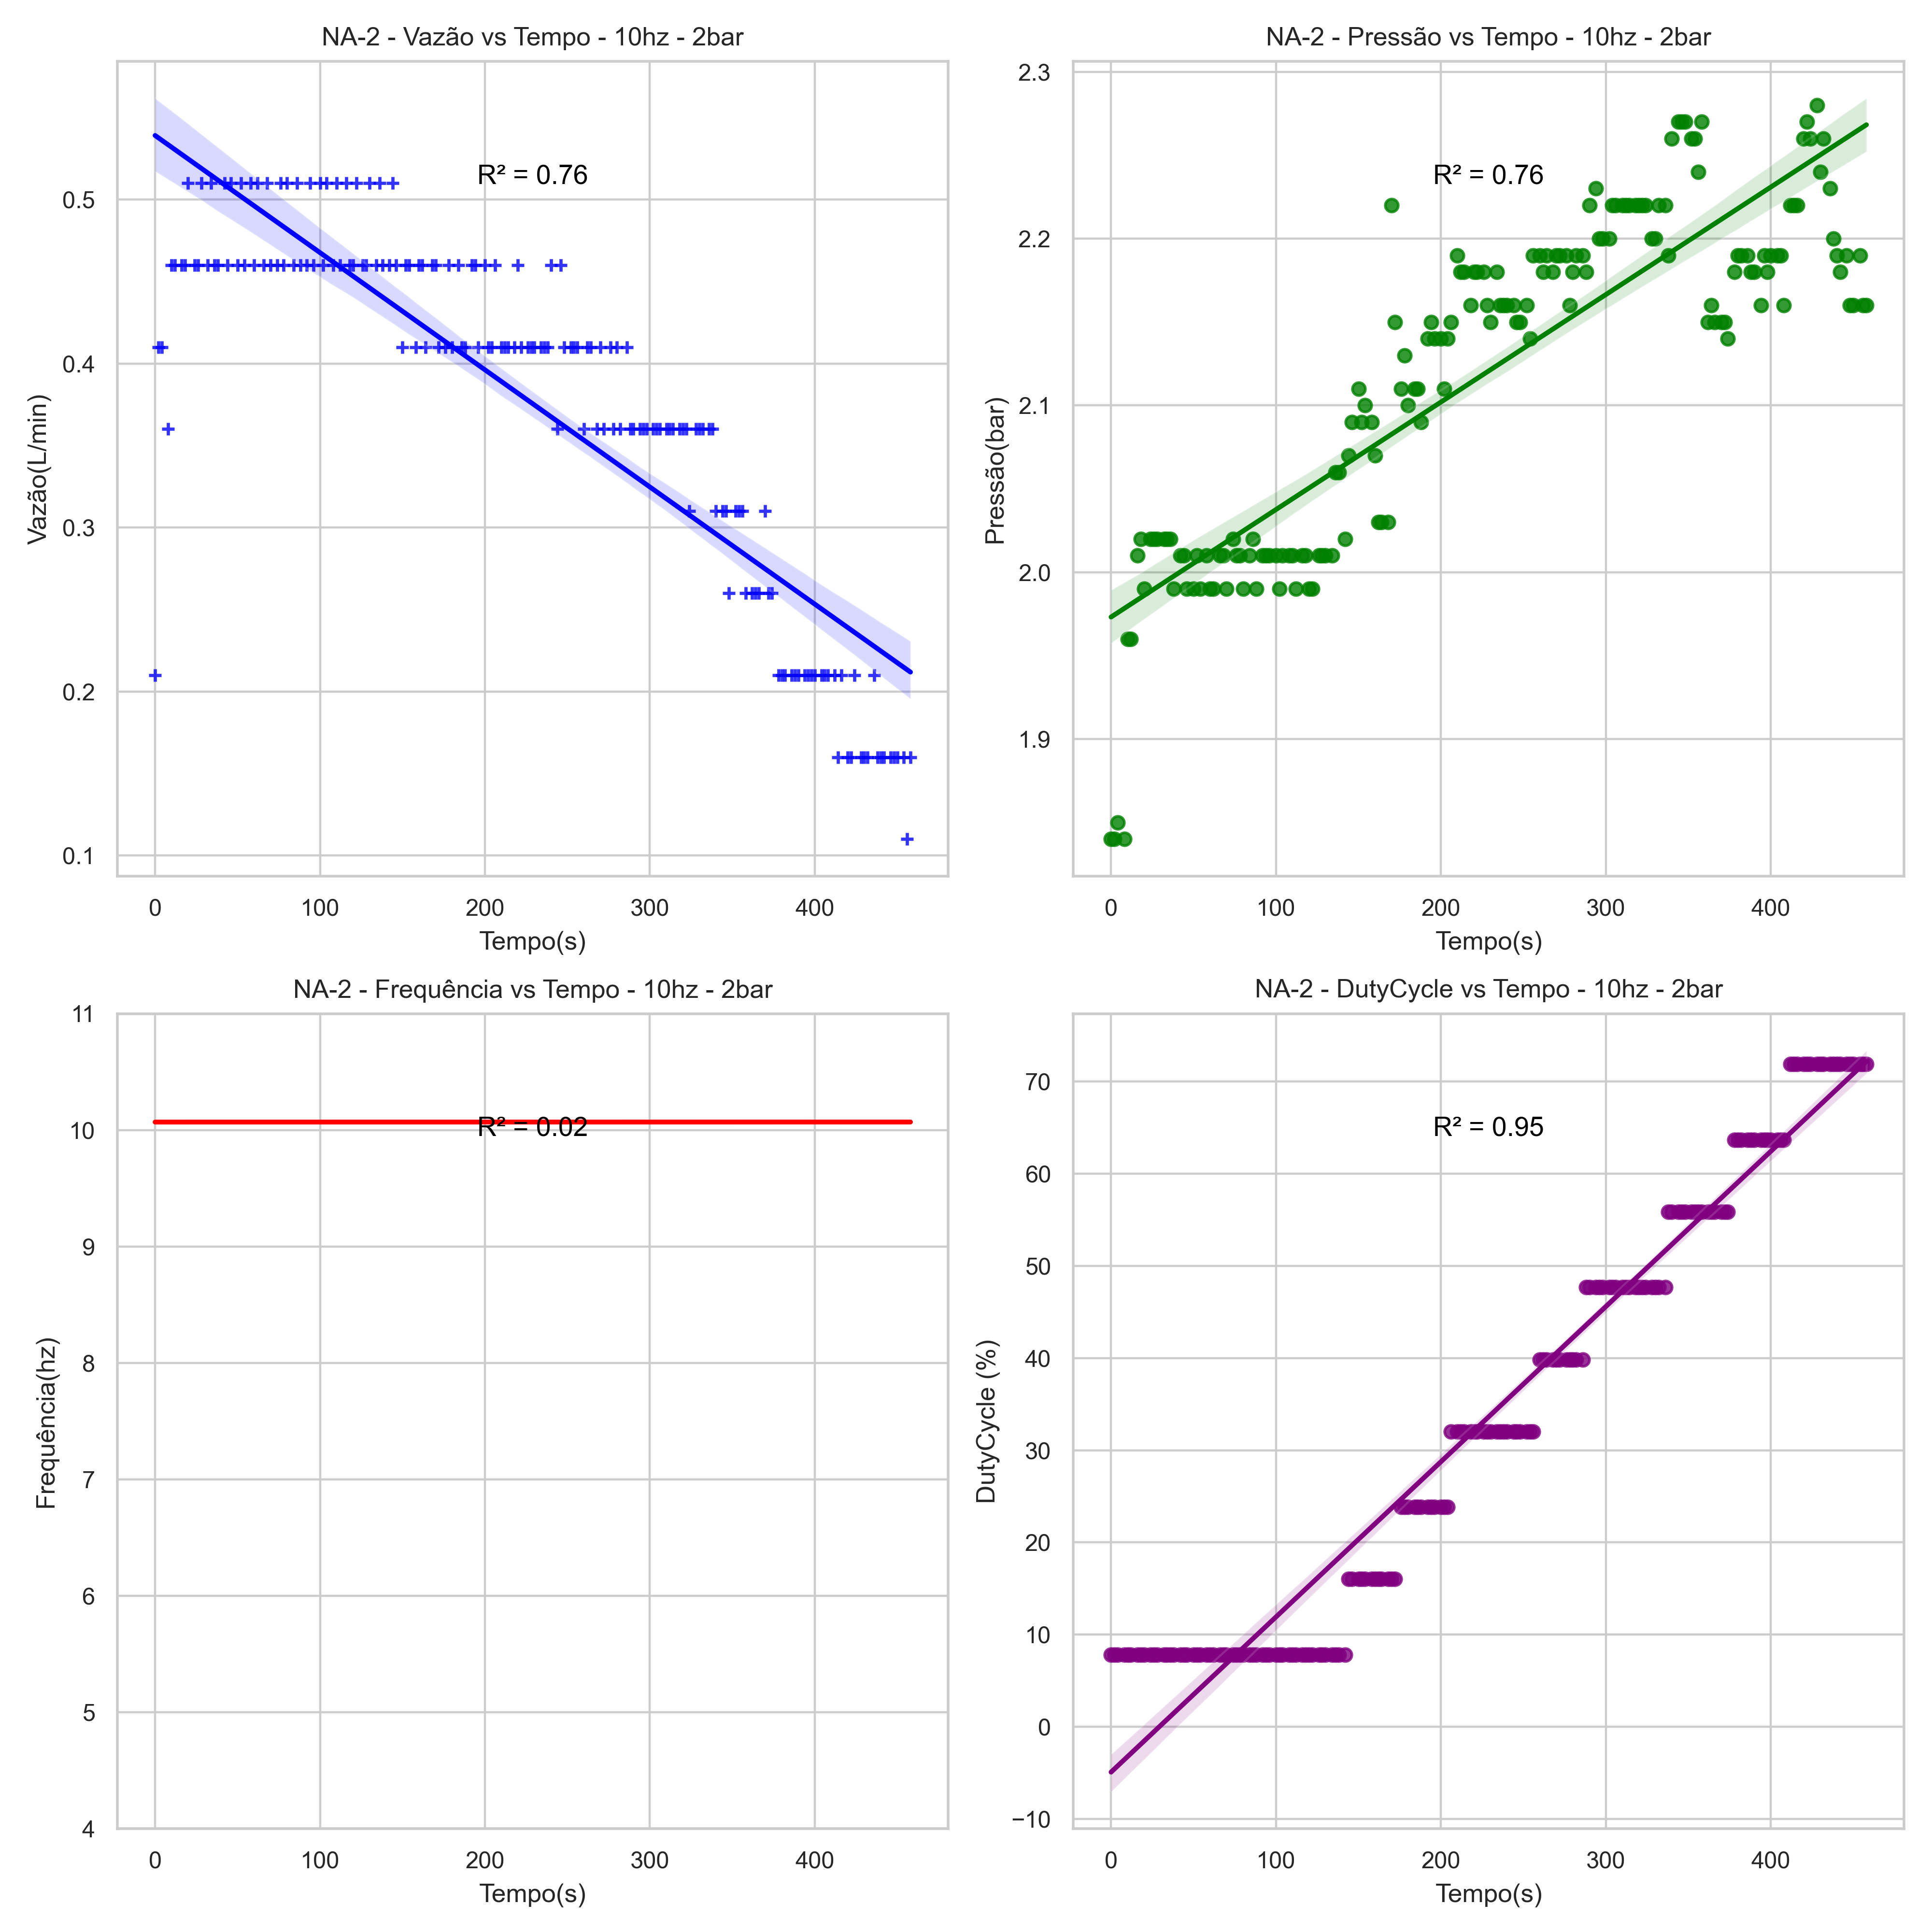 NA-2 - Vazão vs Tempo - 10hz - 2bar
R² = 0.76
Vazão(L/min)
0.5
0.4
0.3
0.2
0.1
0 100 200 300 400
Tempo(s)
NA-2 - Pressão vs Tempo - 10hz - 2bar
R² = 0.76
Pressão(bar)
2.3
2.2
2.1
2.0
1.9
0 100 200 300 400
Tempo(s)
NA-2 - Frequência vs Tempo - 10hz - 2bar
R² = 0.02
Frequência(hz)
11
10
9
8
7
6
5
4
0 100 200 300 400
Tempo(s)
NA-2 - DutyCycle vs Tempo - 10hz - 2bar
R² = 0.95
DutyCycle (%)
70
60
50
40
30
20
10
0
−10
0 100 200 300 400
Tempo(s)